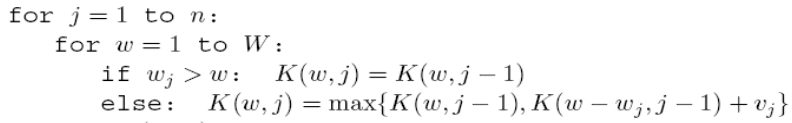 for j = 1 to n:
for w = 1 to W:
if w_j > w: K(w, j) = K(w, j − 1)
else: K(w, j) = max{K(w, j − 1), K(w − w_j, j − 1) + v_j}